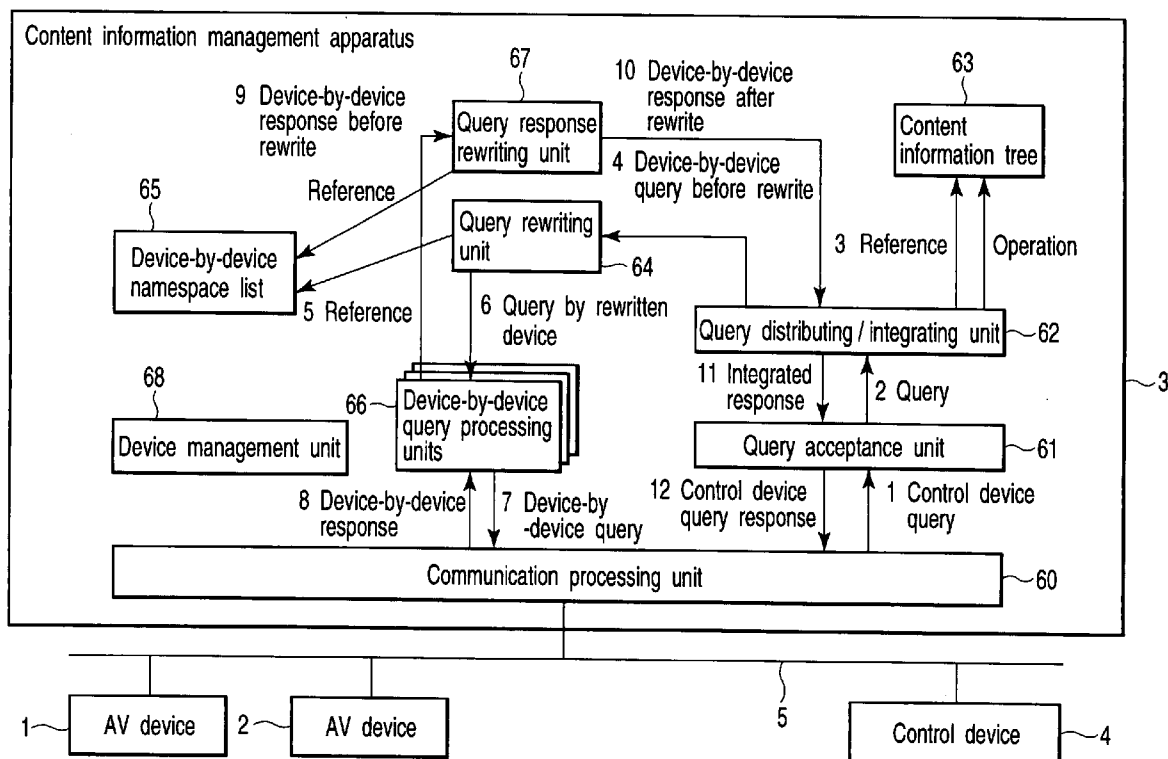 Content information management apparatus
67
10 Device-by-device
response after
rewrite
63
9 Device-by-device
response before
rewrite
Query response
rewriting unit
Content
information tree
4 Device-by-device
query before rewrite
Reference
65
Query rewriting
unit
64
3 Reference
Operation
Device-by-device
namespace list
5 Reference
6 Query by rewritten
device
Query distributing / integrating unit
62
11 Integrated
response
2 Query
3
68
66
Device-by-device
query processing
units
Device management unit
Query acceptance unit
61
8 Device-by-device
response
7 Device-by
-device query
12 Control device
query response
1 Control device
query
Communication processing unit
60
5
1
AV device
2
AV device
Control device
4